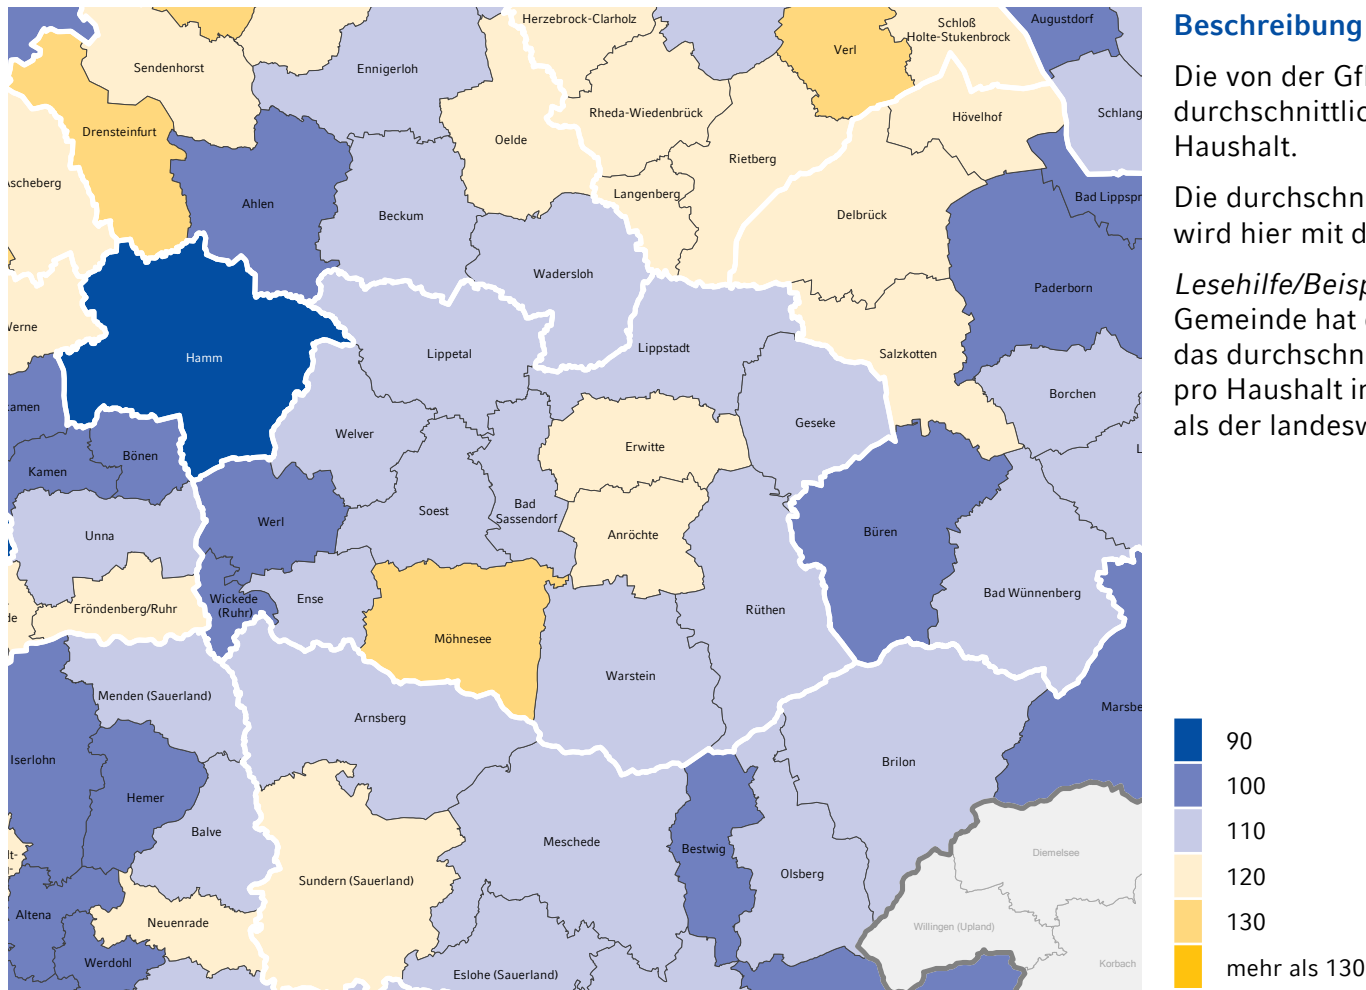 Herzebrock-Clarholz
Verl
Schloß
Holte-Stukenbrock
Augustdorf
Sendenhorst
Ennigerloh
Drensteinfurt
Oelde
Rheda-Wiedenbrück
Hövelhof
Schlang
Rietberg
Ascheberg
Langenberg
Ahlen
Beckum
Delbrück
Bad Lippspr
Wadersloh
Paderborn
Werne
Hamm
Lippetal
Lippstadt
Salzkotten
Borchen
amen
Welver
Erwitte
Geseke
Kamen
Bönen
Werl
Soest
Bad
Sassendorf
Unna
Anröchte
Büren
Wickede
(Ruhr)
Ense
Fröndenberg/Ruhr
de
Möhnesee
Rüthen
Bad Wünnenberg
Warstein
Menden (Sauerland)
Arnsberg
Marsbe
Iserlohn
Hemer
Brilon
Balve
Meschede
Bestwig
Olsberg
Diemelsee
Sundern (Sauerland)
Altena
Neuenrade
Willingen (Upland)
Werdohl
Eslohe (Sauerland)
Korbach
Beschreibung
Die von der Gf
durchschnittlic
Haushalt.
Die durchschn
wird hier mit d
Lesehilfe/Beisp
Gemeinde hat
das durchschn
pro Haushalt i
als der landesw
90
100
110
120
130
mehr als 130